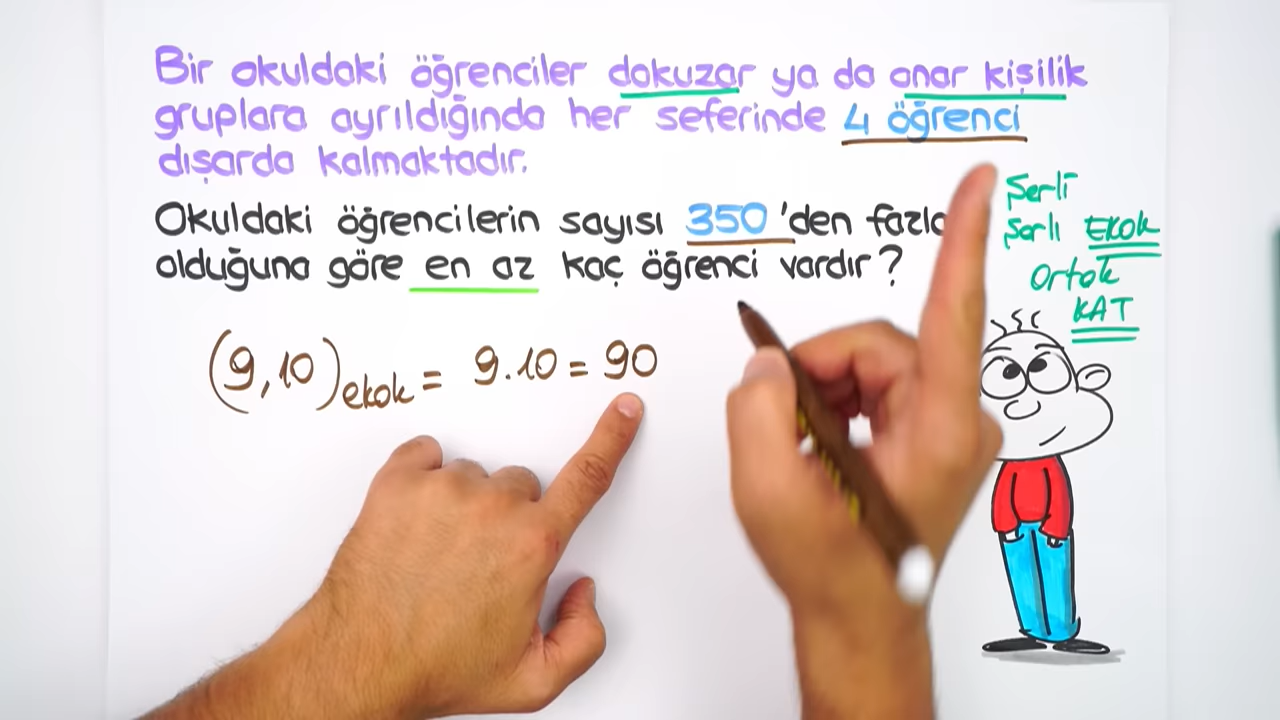 Bir okuldaki öğrenciler dokuzar ya da onar kişilik
gruplara ayrıldığında her seferinde 4 öğrenci
dışarda kalmaktadır.
Okuldaki öğrencilerin sayısı 350 'den
olduğuna göre en az kaç öğrenci vardır?
Şerli
Şarlı EKOK
Ortak
KAT
(9,10)ekok = 9.10 = 90